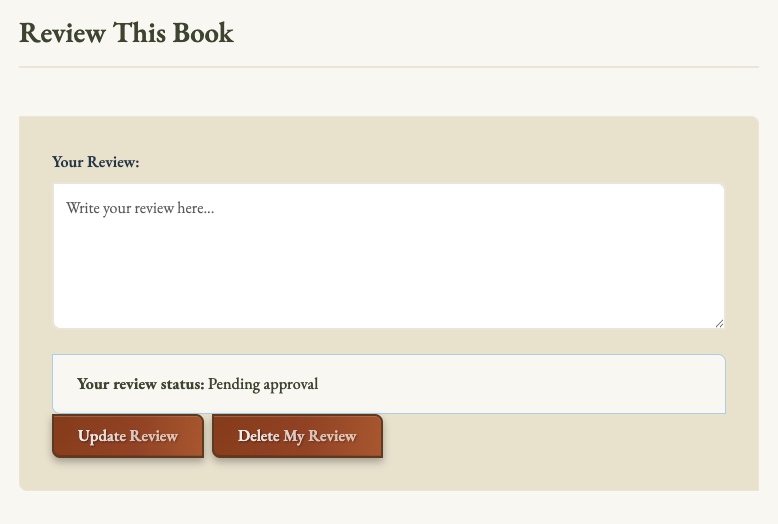 Review This Book
Your Review:
Write your review here...
Your review status: Pending approval
Update Review
Delete My Review